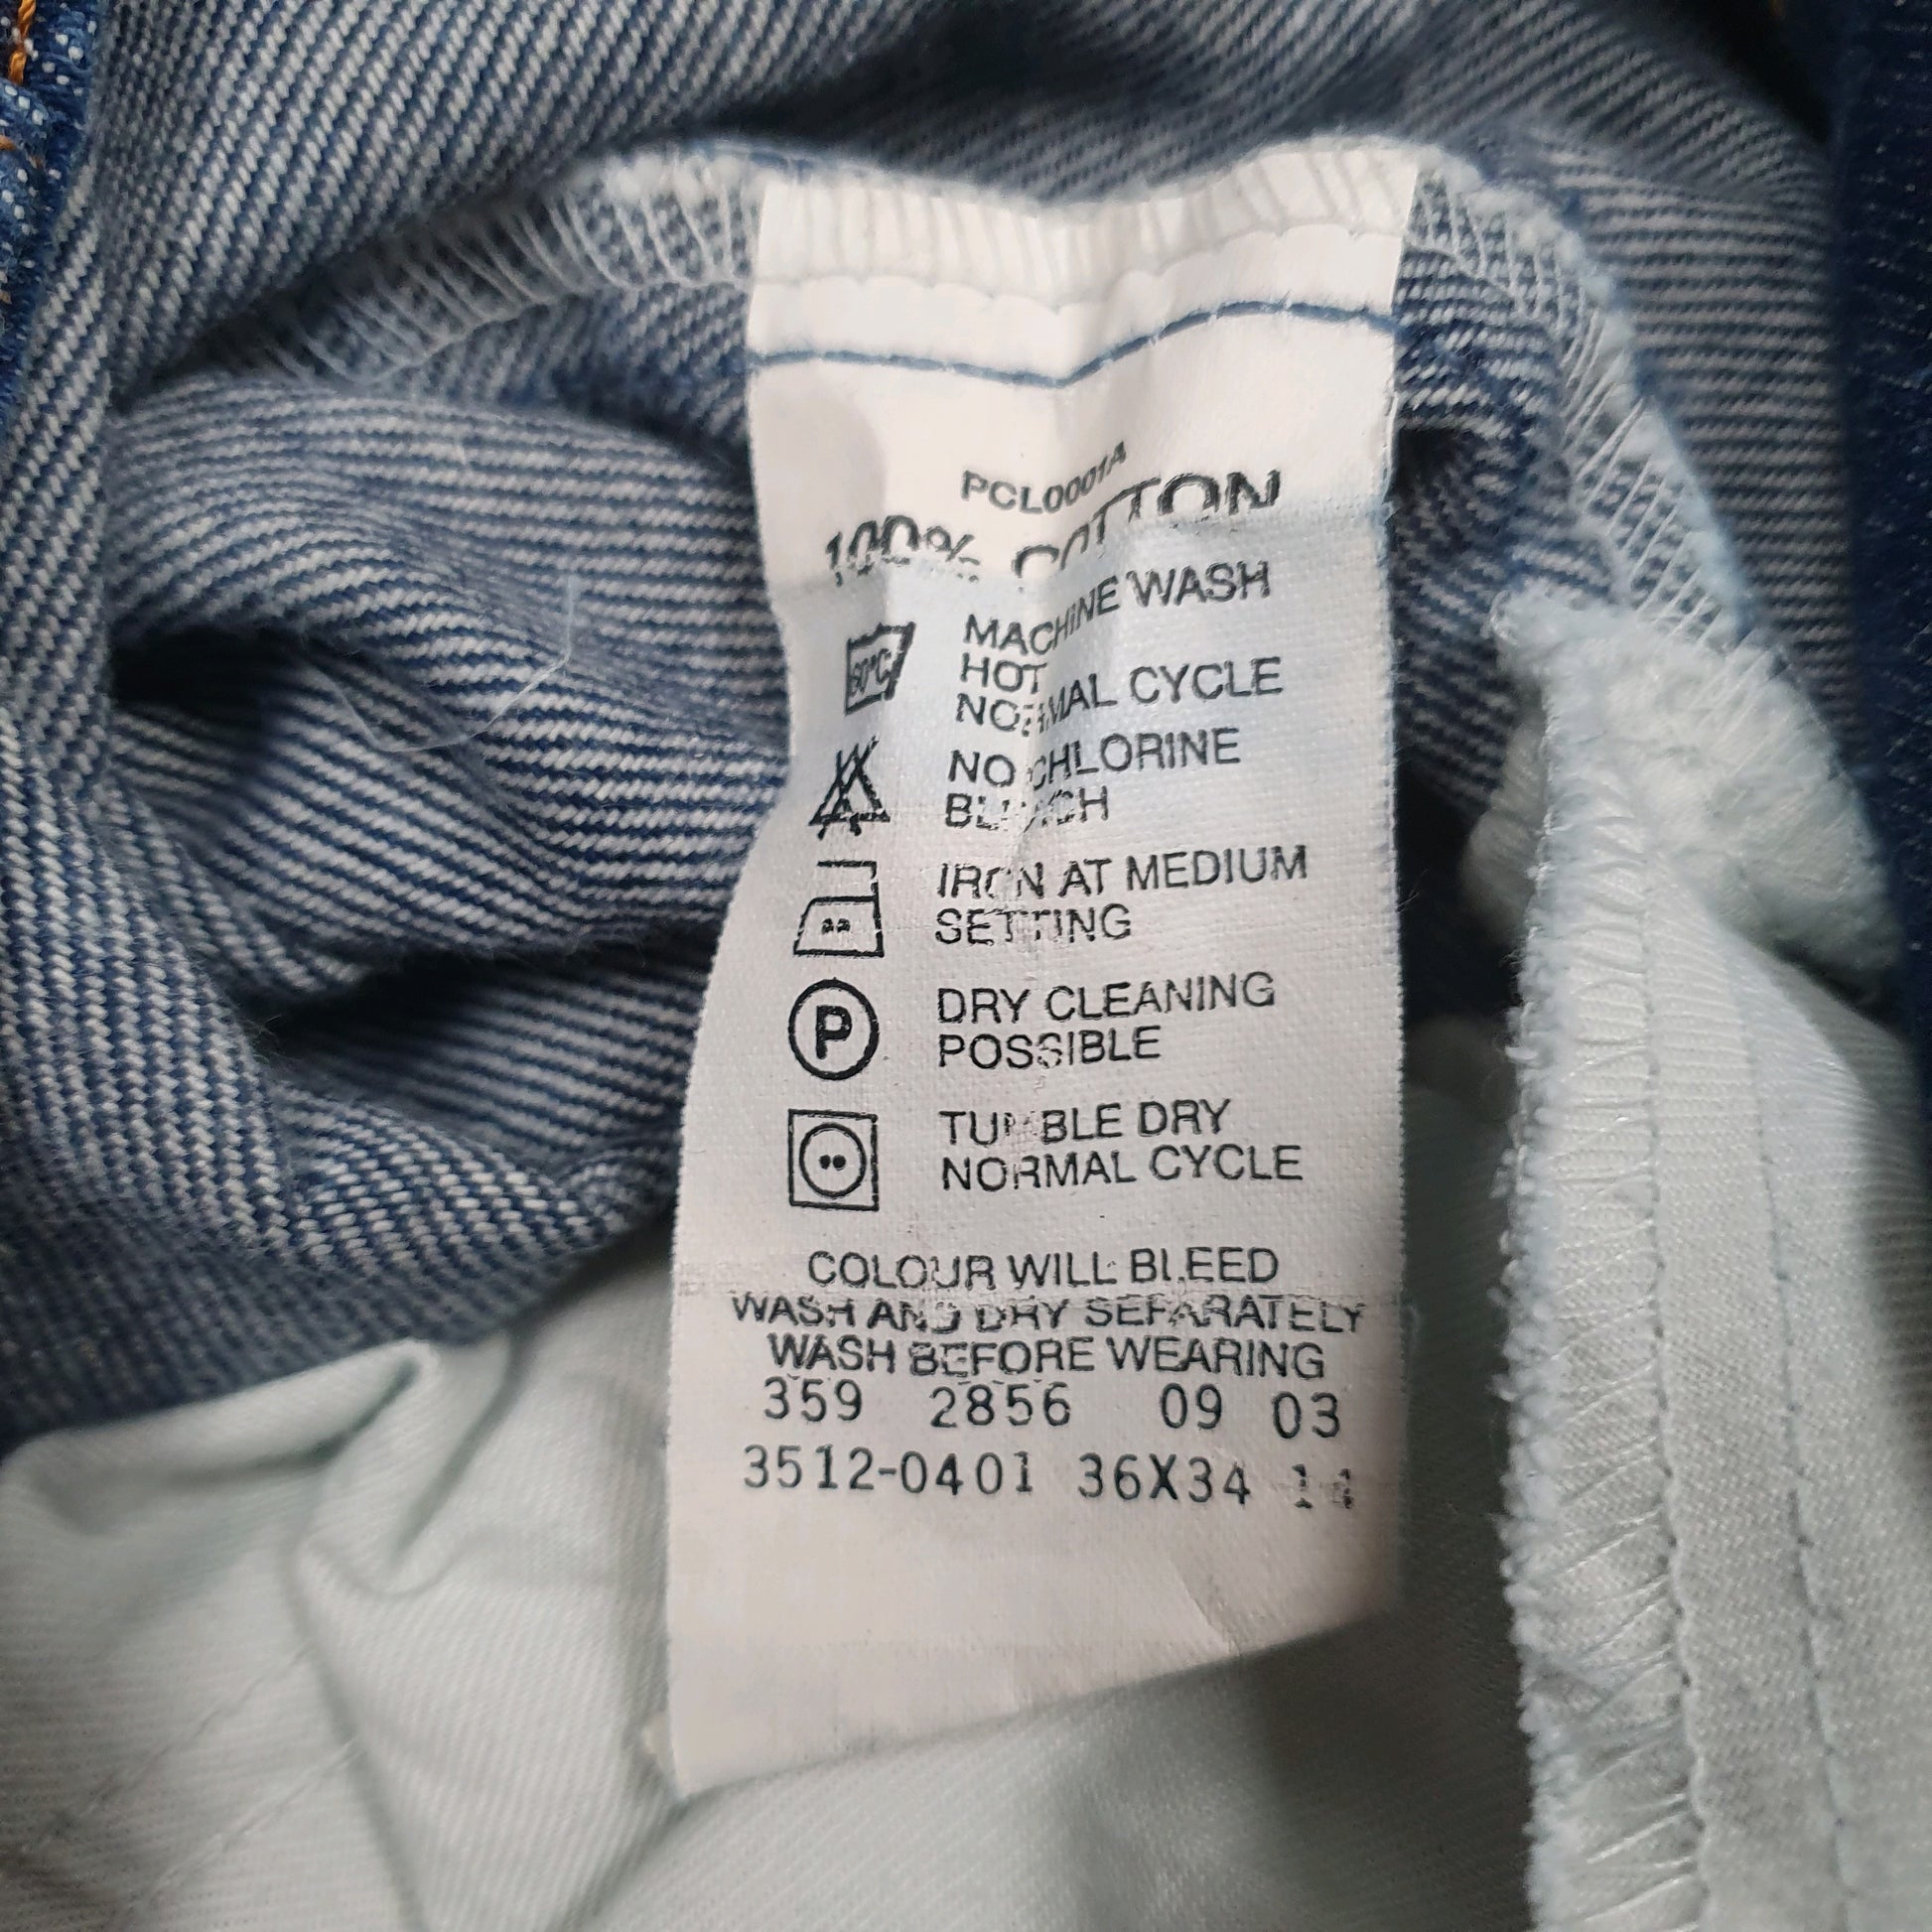 PCL0001A
100% COTTON
MACHINE WASH
HOT
NORMAL CYCLE
NO CHLORINE
BLEACH
IRON AT MEDIUM
SETTING
P
DRY CLEANING
POSSIBLE
TUMBLE DRY
NORMAL CYCLE
COLOUR WILL BLEED
WASH AND DRY SEPARATELY
WASH BEFORE WEARING
359 2856 09 03
3512-0401 36X34